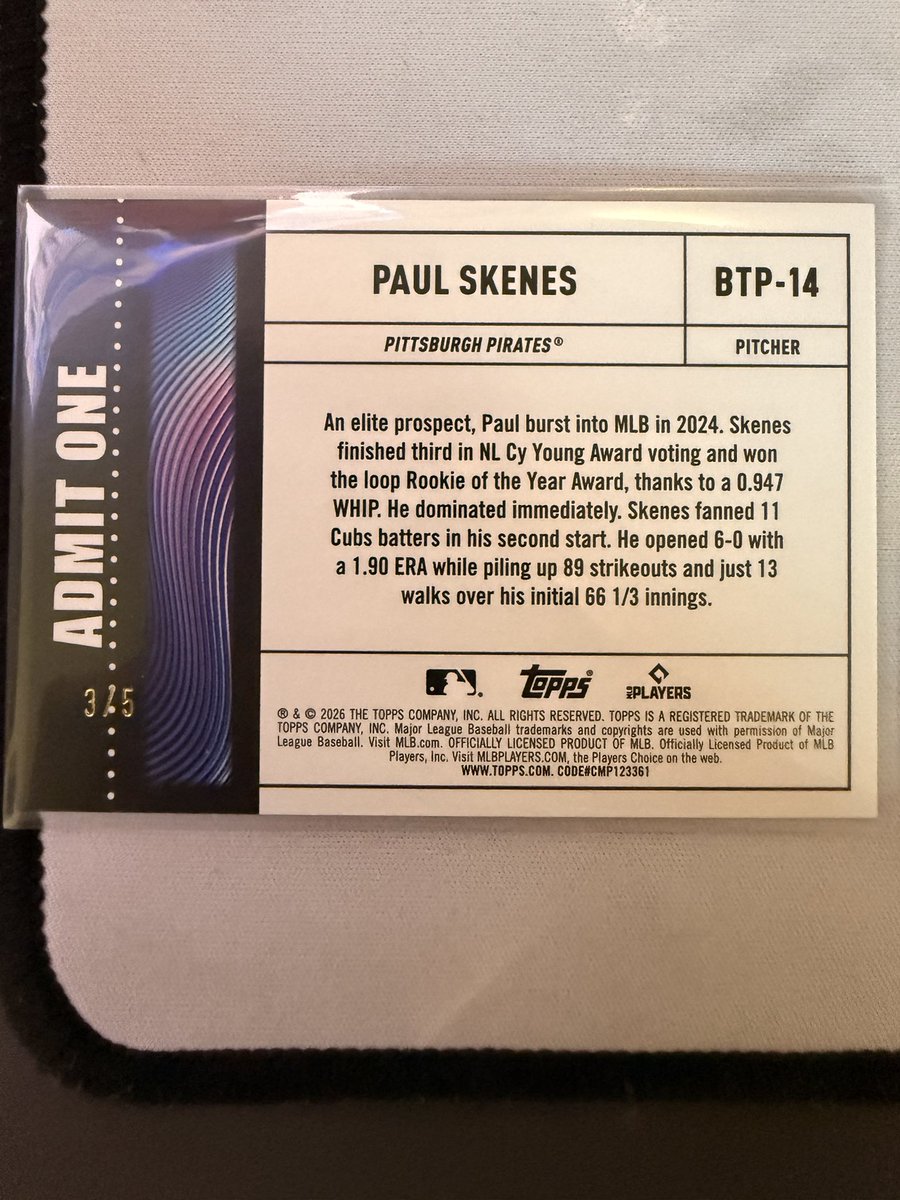 PAUL SKENES
BTP-14
PITTSBURGH PIRATES®
PITCHER
An elite prospect, Paul burst into MLB in 2024. Skenes
finished third in NL Cy Young Award voting and won
the loop Rookie of the Year Award, thanks to a 0.947
WHIP. He dominated immediately. Skenes fanned 11
Cubs batters in his second start. He opened 6-0 with
a 1.90 ERA while piling up 89 strikeouts and just 13
walks over his initial 66 1/3 innings.
ADMIT ONE
3/5
Topps®
MLB PLAYERS
® & © 2026 THE TOPPS COMPANY, INC. ALL RIGHTS RESERVED. TOPPS IS A REGISTERED TRADEMARK OF THE
TOPPS COMPANY, INC. Major League Baseball trademarks and copyrights are used with permission of Major
League Baseball. Visit MLB.com. OFFICIALLY LICENSED PRODUCT OF MLB. Officially Licensed Product of MLB
Players, Inc. Visit MLBPLAYERS.COM, the Players Choice on the web.
WWW.TOPPS.COM. CODE#CMP123361